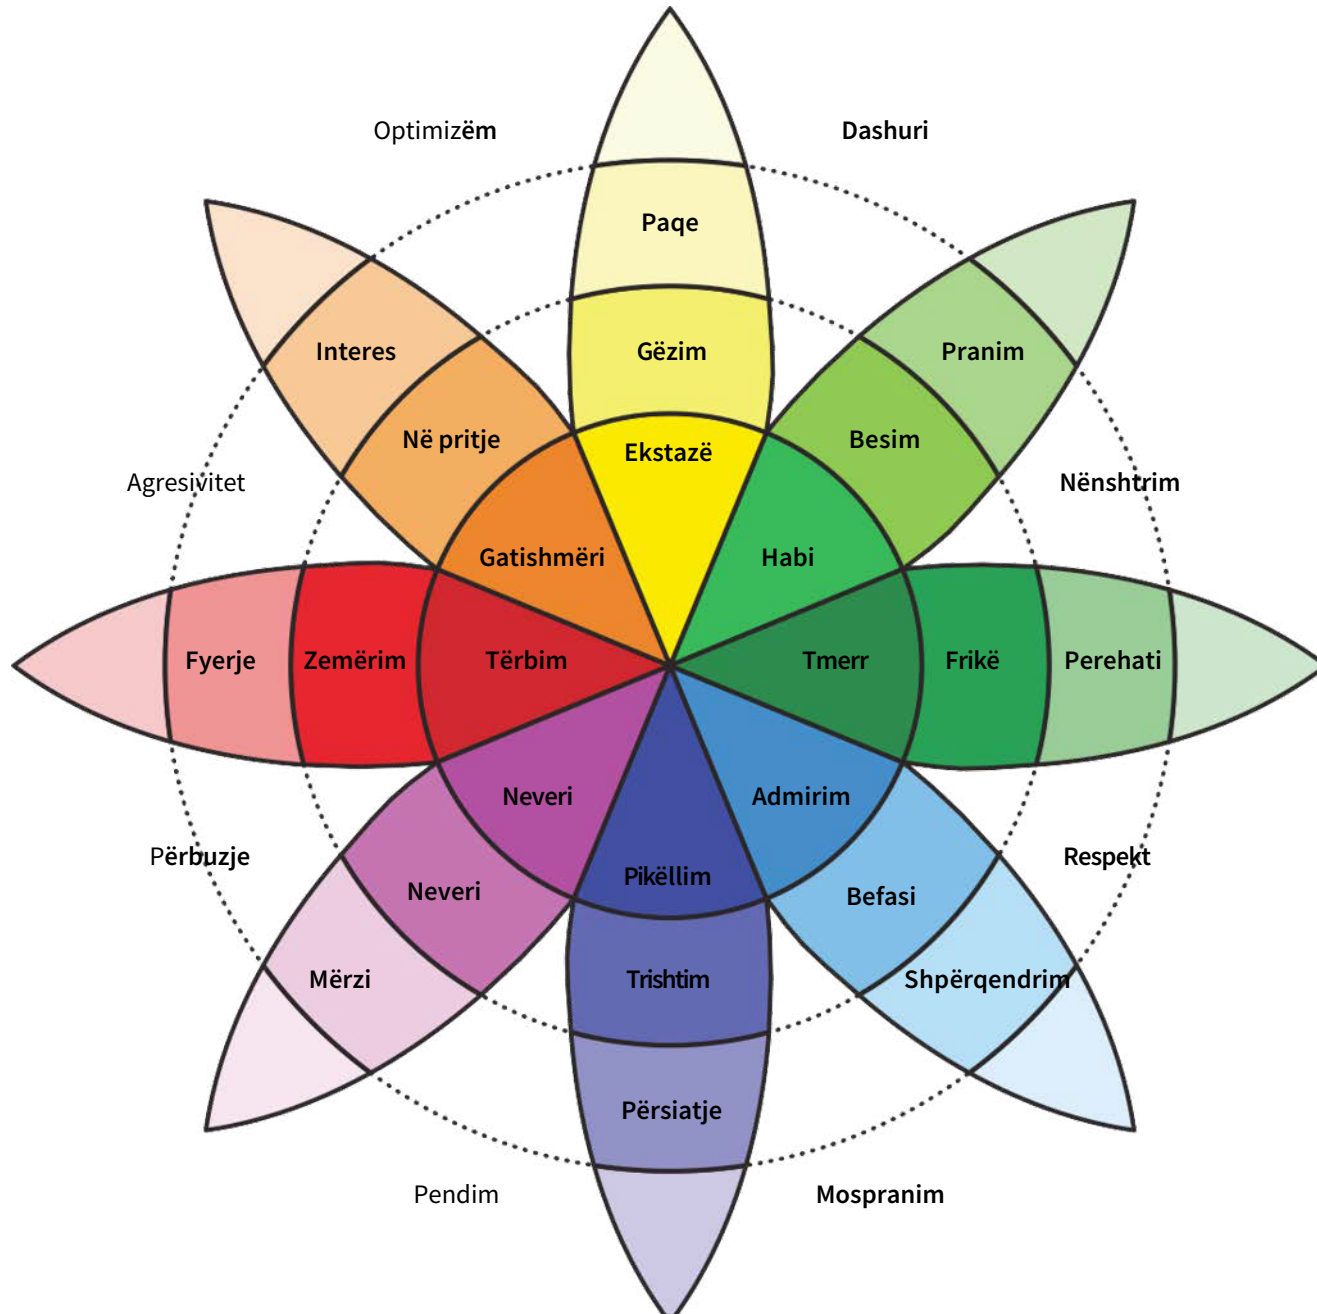 Optimizëm
Dashuri
Paqe
Interes
Gëzim
Pranim
Në pritje
Ekstazë
Besim
Agresivitet
Nënshtrim
Gatishmëri
Habi
Fyerje
Zemërim
Tërbim
Tmerr
Frikë
Perehati
Neveri
Admirim
Përbuzje
Respekt
Pikëllim
Neveri
Befasi
Mërzi
Trishtim
Shpërqendrim
Përsiatje
Pendim
Mospranim